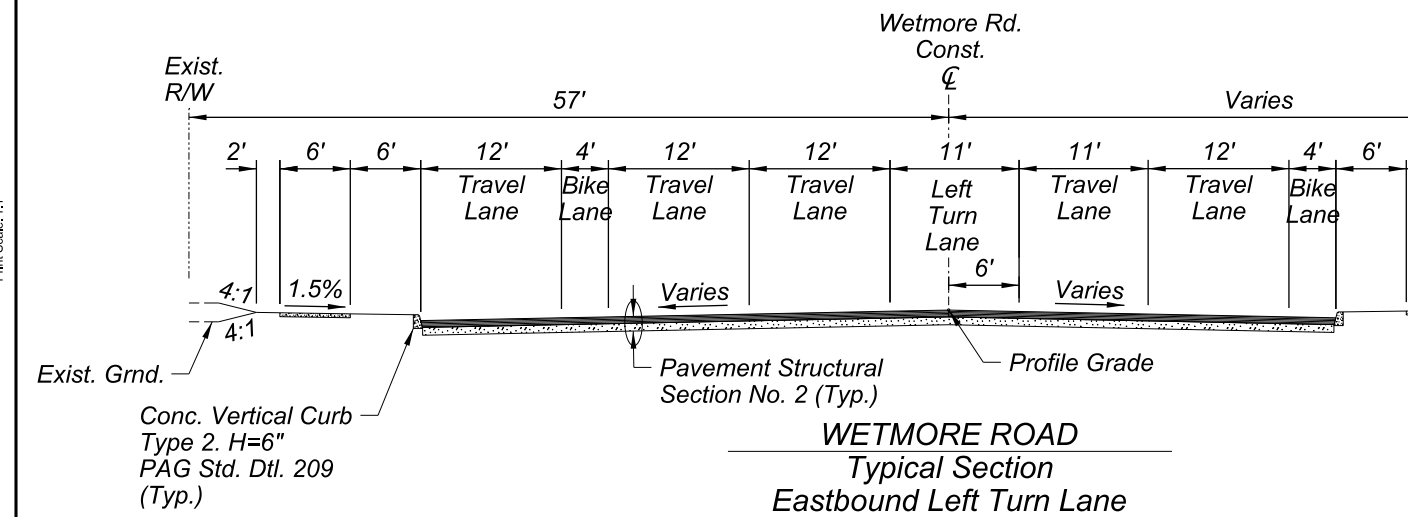 Wetmore Rd.
Const.
℄
Exist.
R/W
57'
Varies
2' 6' 6' 12' 4' 12' 12' 11' 11' 12' 4' 6'
Travel
Lane
Bike
Lane
Travel
Lane
Travel
Lane
Left
Turn
Lane
Travel
Lane
Travel
Lane
Bike
Lane
6'
4:1
1.5%
Varies
Varies
4:1
Exist. Grnd.
Profile Grade
Pavement Structural
Section No. 2 (Typ.)
Conc. Vertical Curb
Type 2. H=6"
PAG Std. Dtl. 209
(Typ.)
WETMORE ROAD
Typical Section
Eastbound Left Turn Lane